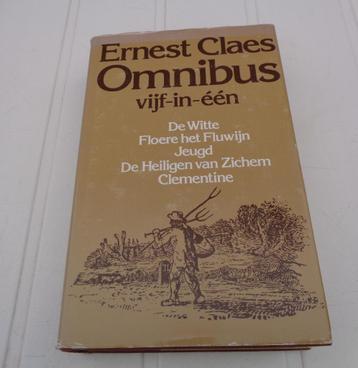 Ernest Claes
Omnibus
vijf-in-één
De Witte
Floere het Fluwijn
Jeugd
De Heiligen van Zichem
Clementine